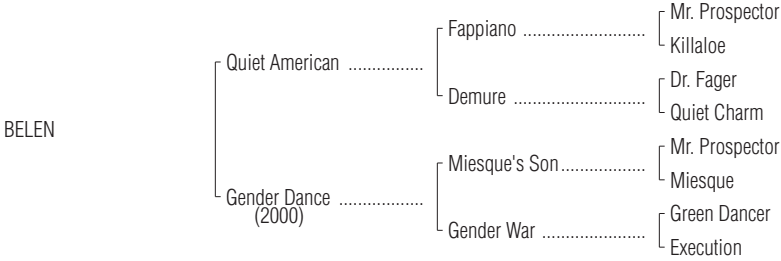 Mr. Prospector
Fappiano ..........................
Killaloe
Quiet American ................
Dr. Fager
Demure ............................
Quiet Charm
BELEN
Mr. Prospector
Miesque's Son..................
Miesque
Gender Dance ..................
(2000)
Green Dancer
Gender War ......................
Execution